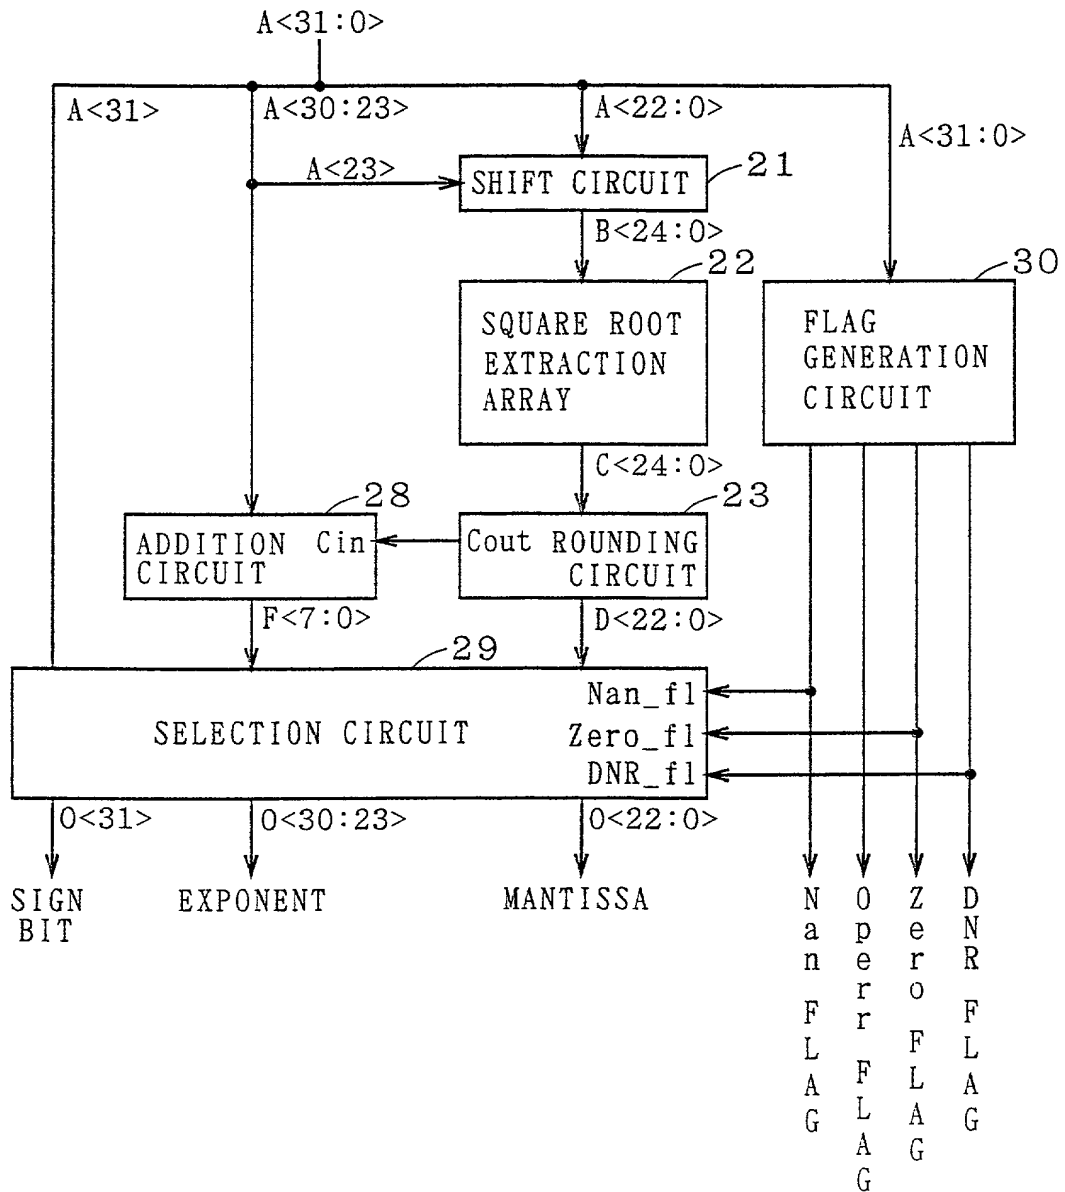 A<31:0>
A<31>
A<30:23>
A<22:0>
A<31:0>
A<23>
SHIFT CIRCUIT
21
B<24:0>
22
30
SQUARE ROOT
EXTRACTION
ARRAY
FLAG
GENERATION
CIRCUIT
C<24:0>
28
23
ADDITION Cin
CIRCUIT
Cout ROUNDING
CIRCUIT
F<7:0>
D<22:0>
29
SELECTION CIRCUIT
Nan_fl
Zero_fl
DNR_fl
O<31>
O<30:23>
O<22:0>
SIGN
BIT
EXPONENT
MANTISSA
Nan FLAG
Operr FLAG
Zero FLAG
DNR FLAG